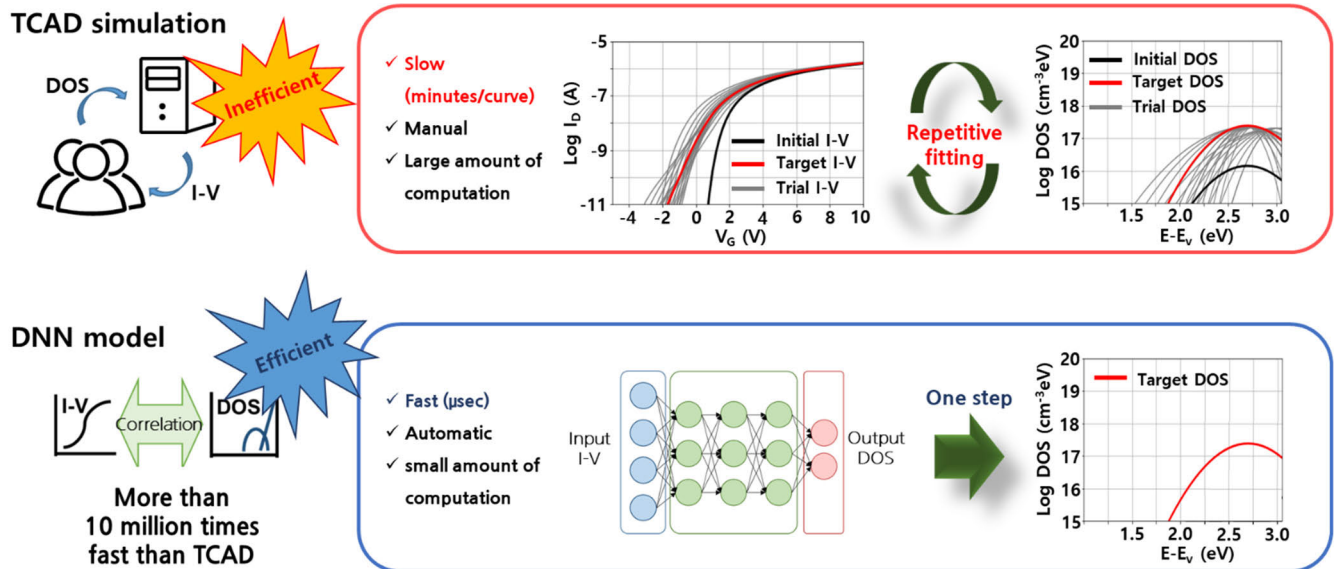 TCAD simulation
DOS
I-V
Inefficient
✓ Slow
(minutes/curve)
✓ Manual
✓ Large amount of
computation
Log I_D (A)
-5
-7
-9
-11
-4
-2
0
2
4
6
8
10
V_G (V)
Initial I-V
Target I-V
Trial I-V
Repetitive
fitting
Log DOS (cm⁻³eV)
20
19
18
17
16
15
1.0
1.5
2.0
2.5
3.0
E-E_v (eV)
Initial DOS
Target DOS
Trial DOS
DNN model
Efficient
I-V
Correlation
DOS
More than
10 million times
fast than TCAD
✓ Fast (μsec)
✓ Automatic
✓ small amount of
computation
Input
I-V
Output
DOS
One step
Log DOS (cm⁻³eV)
20
19
18
17
16
15
1.0
1.5
2.0
2.5
3.0
E-E_v (eV)
Target DOS